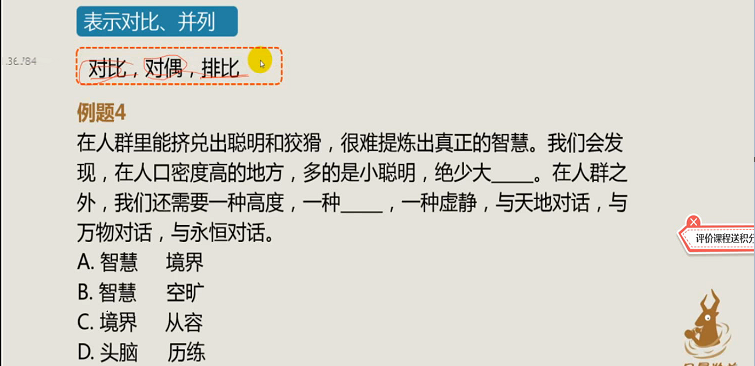 表示对比、并列
对比，对偶，排比
例题4
在人群里能挤兑出聪明和狡猾，很难提炼出真正的智慧。我们会发
现，在人口密度高的地方，多的是小聪明，绝少大____。在人群之
外，我们还需要一种高度，一种____，一种虚静，与天地对话，与
万物对话，与永恒对话。
评价课程送积分
A. 智慧 境界
B. 智慧 空旷
C. 境界 从容
D. 头脑 历练